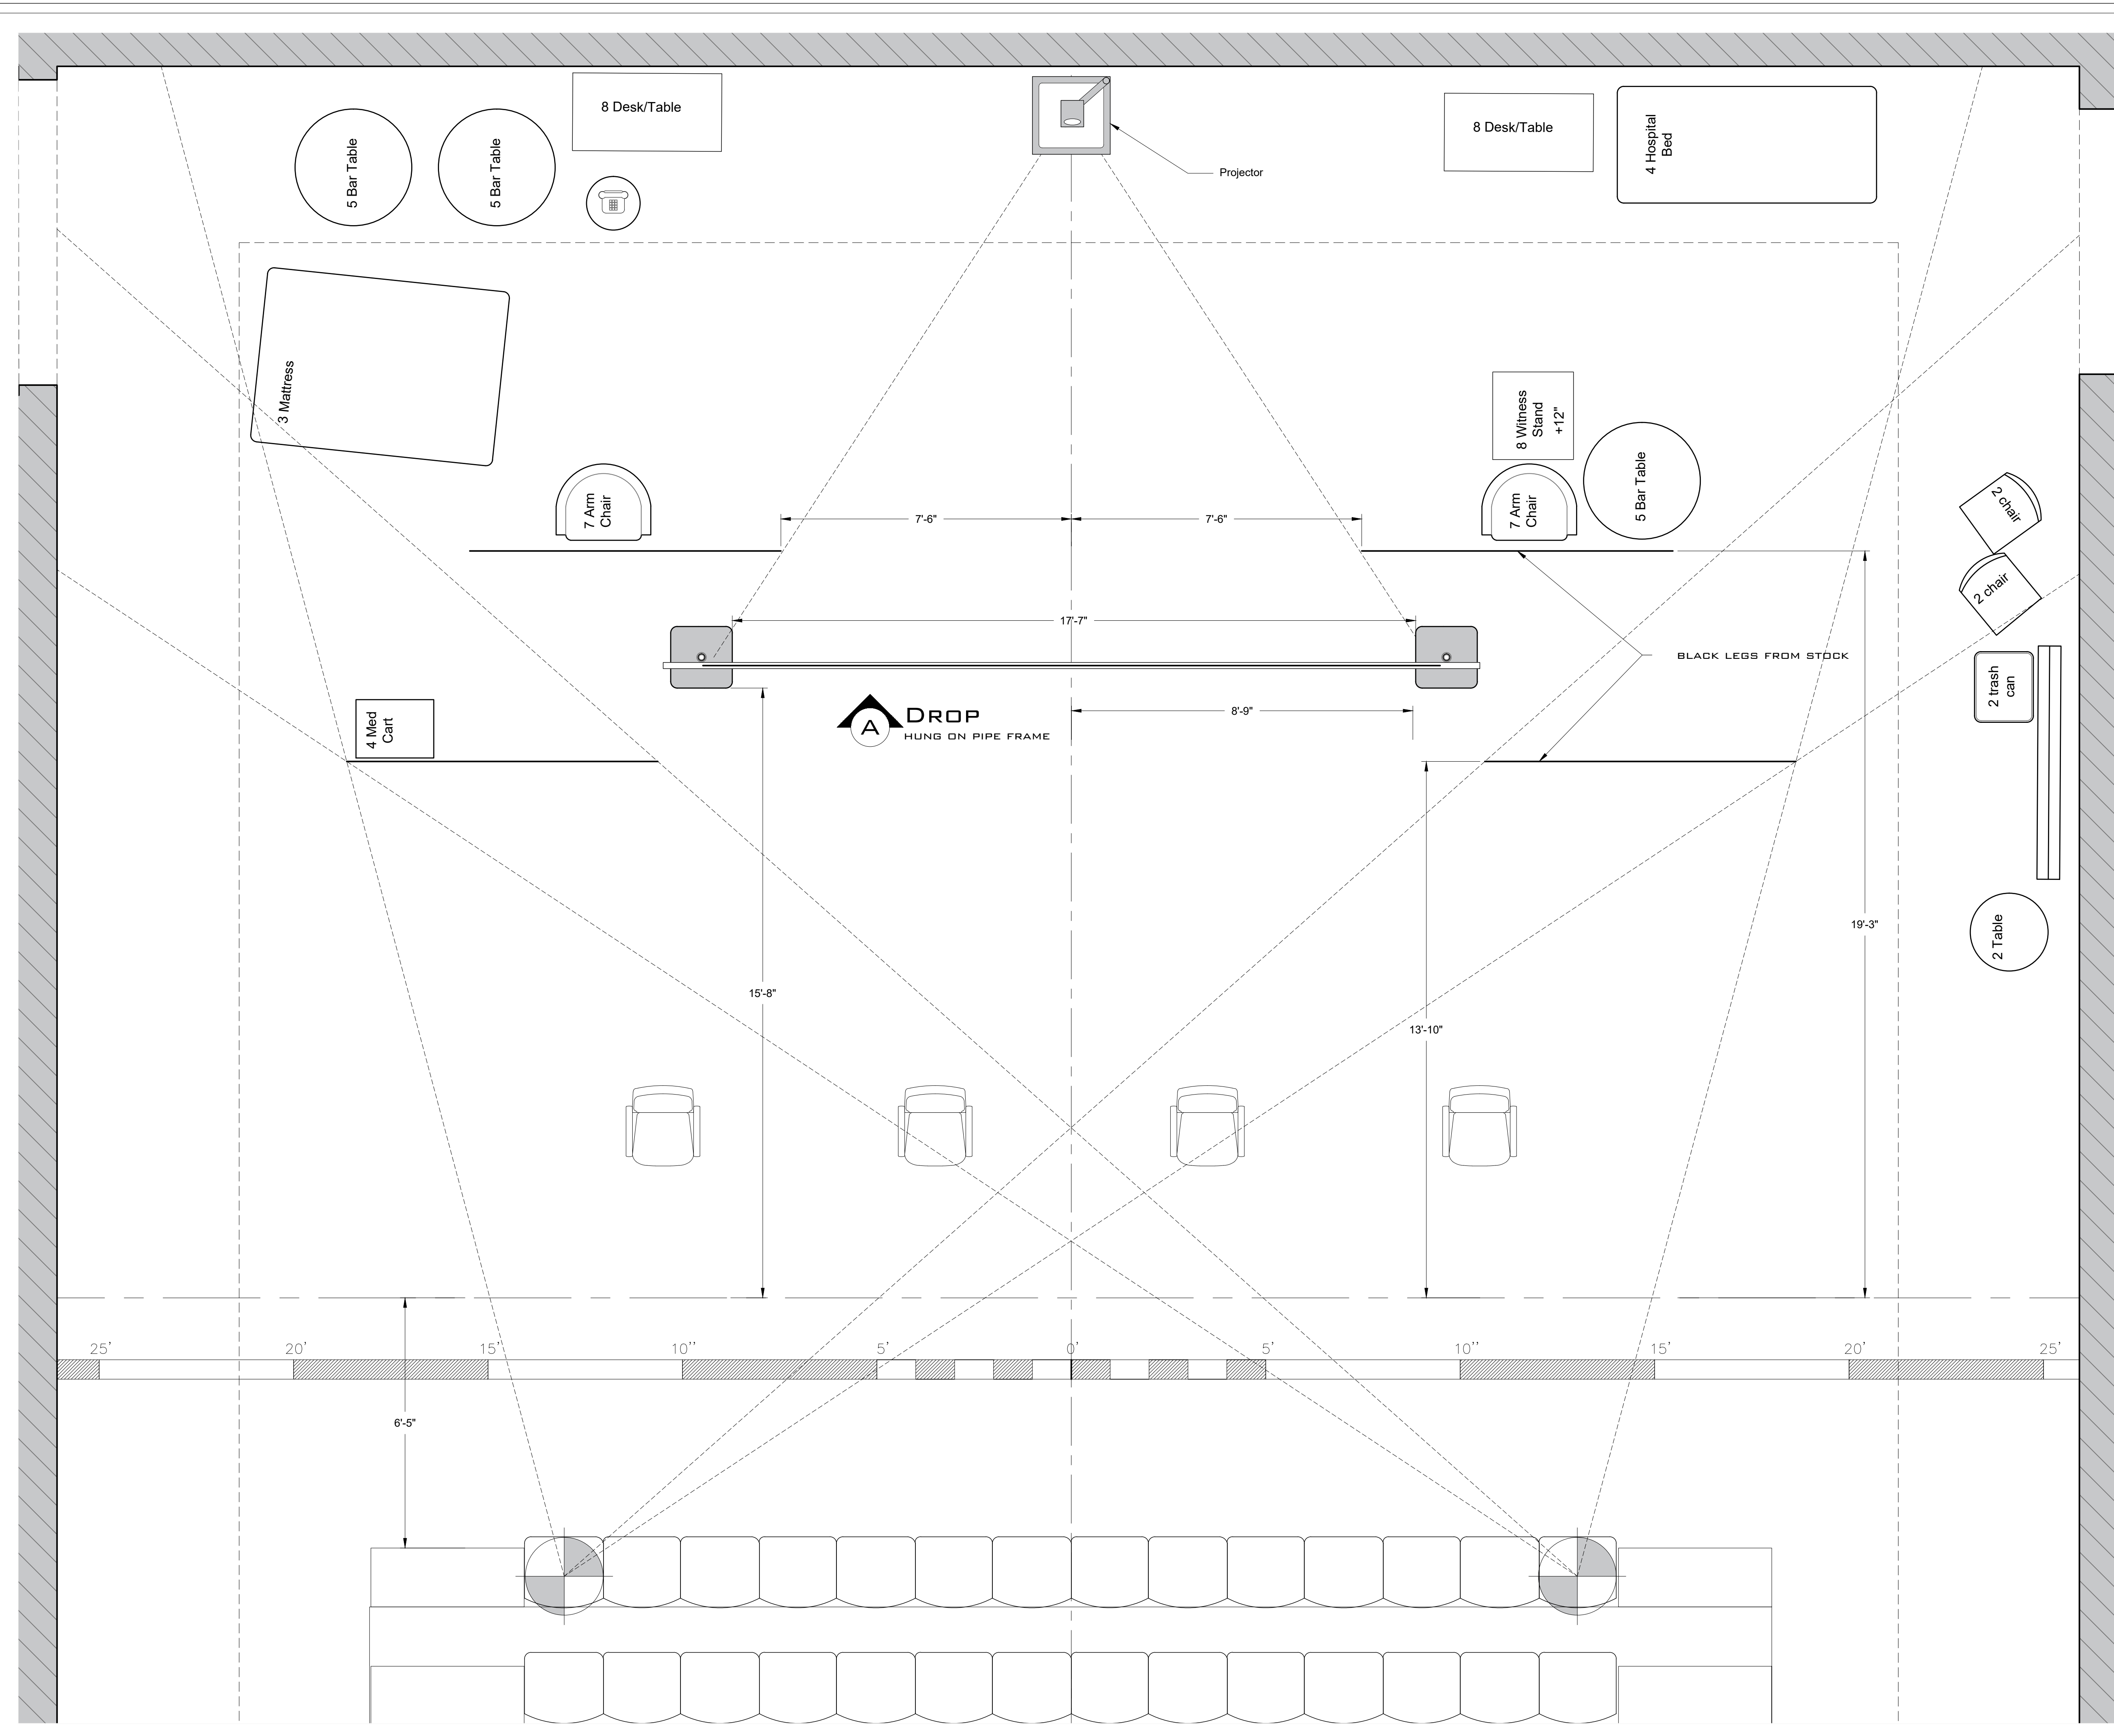 8 Desk/Table
8 Desk/Table
5 Bar Table
5 Bar Table
4 Hospital
Bed
Projector
3 Mattress
8 Witness
Stand
+12"
7 Arm
Chair
7 Arm
Chair
5 Bar Table
2 chair
2 chair
7'-6"
7'-6"
17'-7"
BLACK LEGS FROM STOCK
2 trash
can
4 Med
Cart
A
DROP
HUNG ON PIPE FRAME
8'-9"
19'-3"
2 Table
15'-8"
13'-10"
25' 20' 15' 10'' 5' 0' 5' 10'' 15' 20' 25'
6'-5"